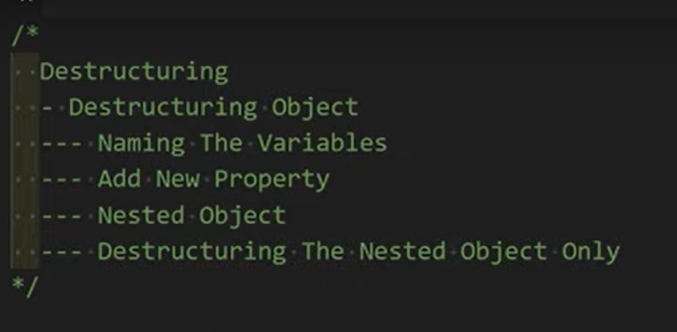 /*
Destructuring
- Destructuring Object
--- Naming The Variables
--- Add New Property
--- Nested Object
--- Destructuring The Nested Object Only
*/